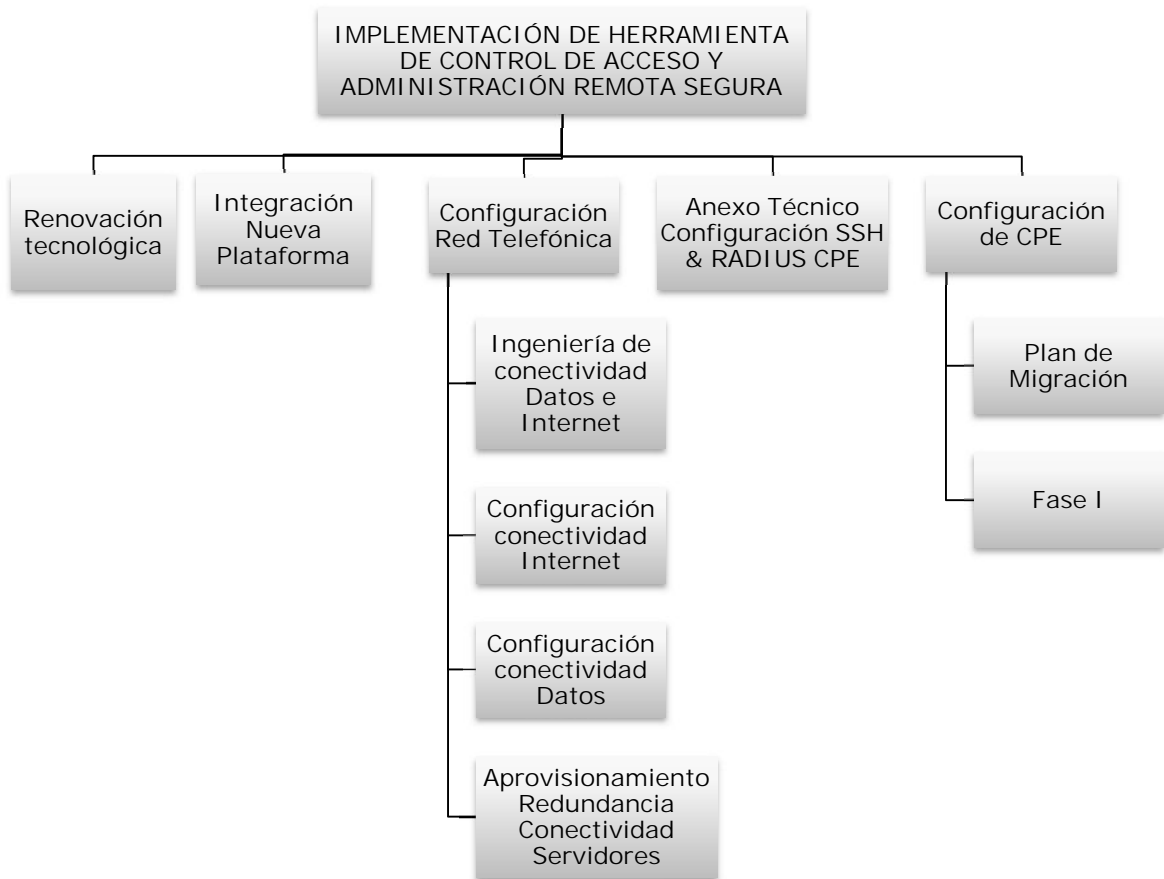 IMPLEMENTACIÓN DE HERRAMIENTA
DE CONTROL DE ACCESO Y
ADMINISTRACIÓN REMOTA SEGURA
Renovación
tecnológica
Integración
Nueva
Plataforma
Configuración
Red Telefónica
Anexo Técnico
Configuración SSH
& RADIUS CPE
Configuración
de CPE
Ingeniería de
conectividad
Datos e
Internet
Configuración
conectividad
Internet
Configuración
conectividad
Datos
Aprovisionamiento
Redundancia
Conectividad
Servidores
Plan de
Migración
Fase I